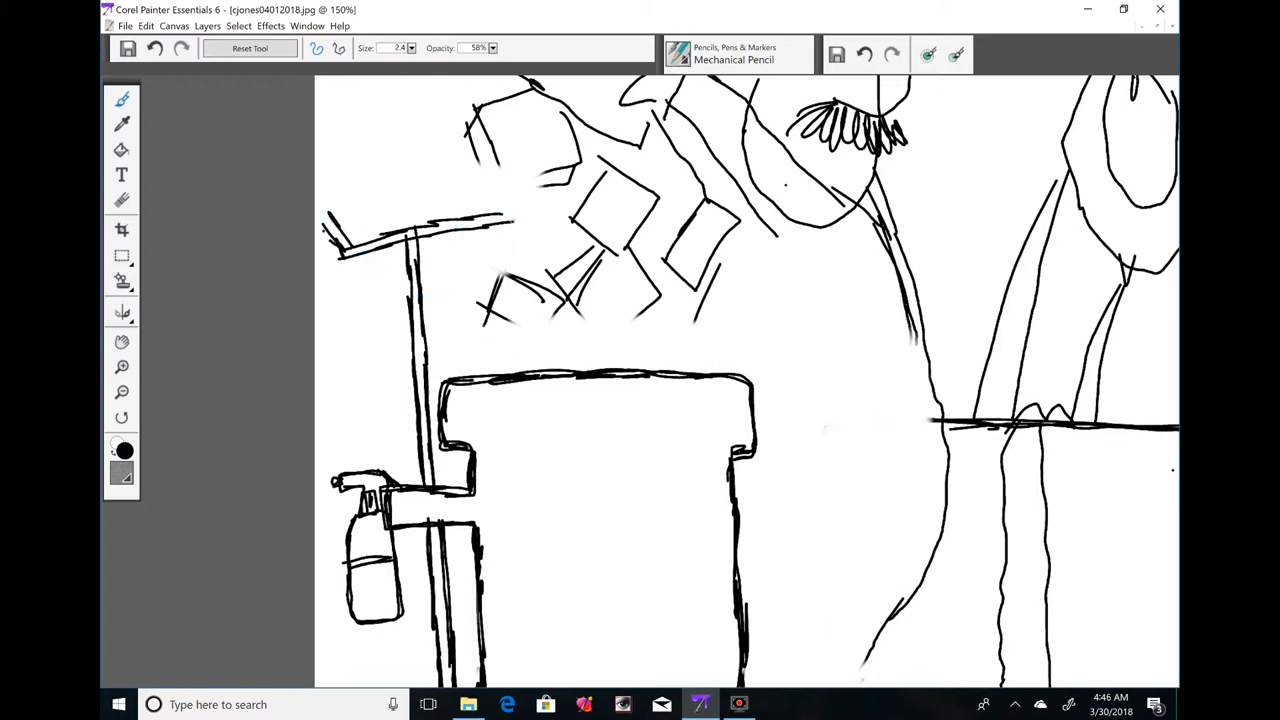 Corel Painter Essentials 6 - [cjones04012018.jpg @ 150%]
File Edit Canvas Layers Select Effects Window Help
Reset Tool Size: 2.4 Opacity: 58% Pencils, Pens & Markers
Mechanical Pencil
Type here to search
4:46 AM
3/30/2018
3